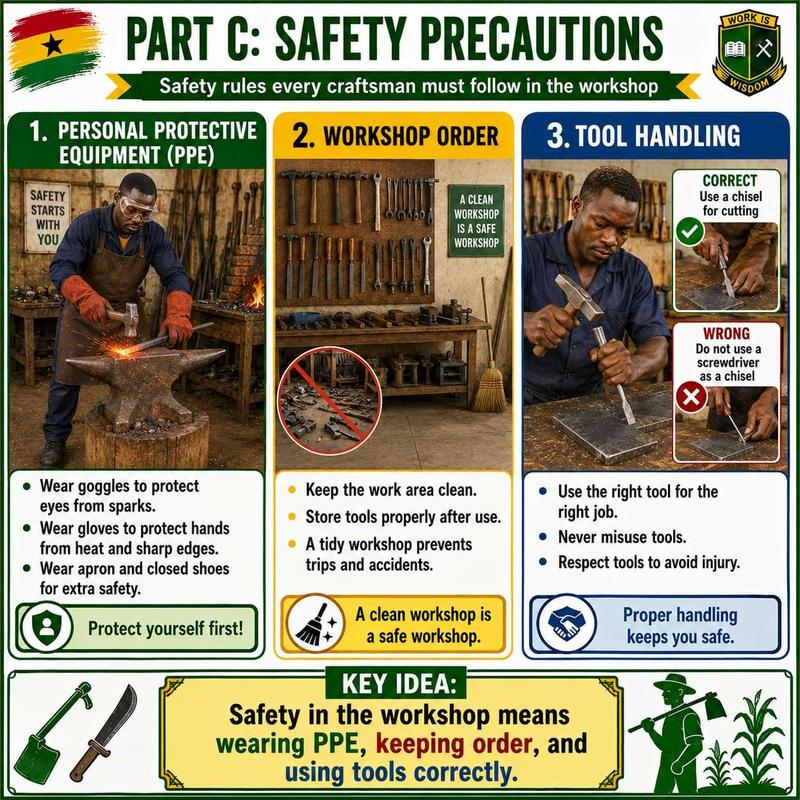 PART C: SAFETY PRECAUTIONS
WORK IS
WISDOM
Safety rules every craftsman must follow in the workshop
1. PERSONAL PROTECTIVE
EQUIPMENT (PPE)
SAFETY
STARTS
WITH
YOU
Wear goggles to protect
eyes from sparks.
Wear gloves to protect hands
from heat and sharp edges.
Wear apron and closed shoes
for extra safety.
Protect yourself first!
2. WORKSHOP ORDER
A CLEAN
WORKSHOP
IS A SAFE
WORKSHOP
Keep the work area clean.
Store tools properly after use.
A tidy workshop prevents
trips and accidents.
A clean workshop is
a safe workshop.
3. TOOL HANDLING
CORRECT
Use a chisel
for cutting
WRONG
Do not use a
screwdriver
as a chisel
Use the right tool for the
right job.
Never misuse tools.
Respect tools to avoid injury.
Proper handling
keeps you safe.
KEY IDEA:
Safety in the workshop means
wearing PPE, keeping order, and
using tools correctly.